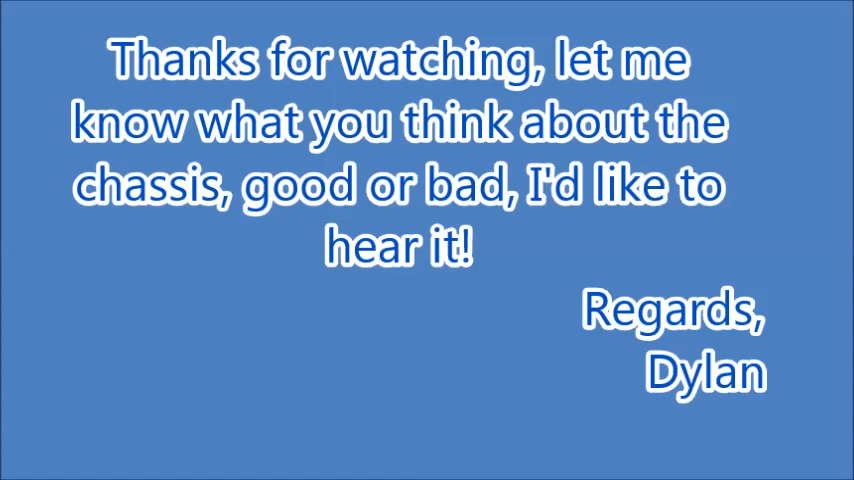 Thanks for watching, let me
know what you think about the
chassis, good or bad, I'd like to
hear it!
Regards,
Dylan